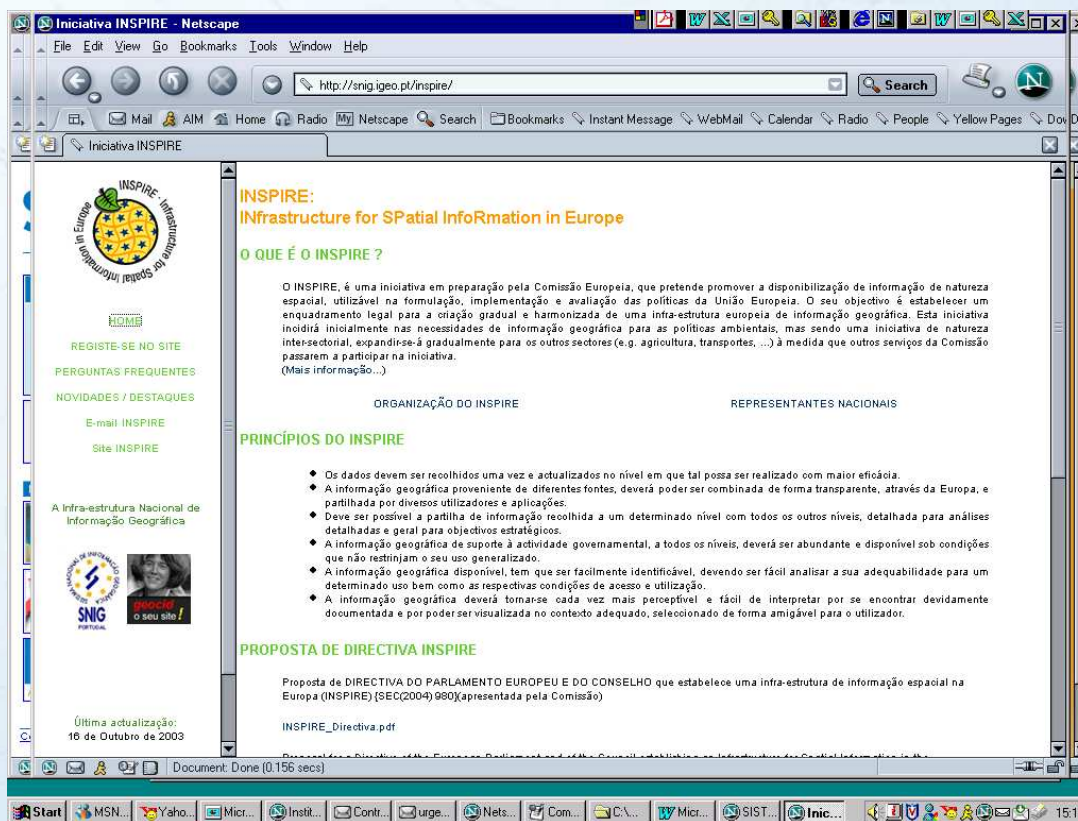 Iniciativa INSPIRE - Netscape
File Edit View Go Bookmarks Tools Window Help
http://snig.igeo.pt/inspire/
Search
Mail AIM Home Radio My Netscape Search Bookmarks Instant Message WebMail Calendar Radio People Yellow Pages
Iniciativa INSPIRE
INSPIRE · Infrastructure for Spatial Information in Europe
HOME
REGISTE-SE NO SITE
PERGUNTAS FREQUENTES
NOVIDADES / DESTAQUES
E-mail INSPIRE
Site INSPIRE
A Infra-estrutura Nacional de
Informação Geográfica
SNIG
PORTUGAL
geocid
o seu site!
Última actualização:
16 de Outubro de 2003
INSPIRE:
INfrastructure for SPatial InfoRmation in Europe
O QUE É O INSPIRE ?
O INSPIRE, é uma iniciativa em preparação pela Comissão Europeia, que pretende promover a disponibilização de informação de natureza
espacial, utilizável na formulação, implementação e avaliação das políticas da União Europeia. O seu objectivo é estabelecer um
enquadramento legal para a criação gradual e harmonizada de uma infra-estrutura europeia de informação geográfica. Esta iniciativa
incidirá inicialmente nas necessidades de informação geográfica para as políticas ambientais, mas sendo uma iniciativa de natureza
inter-sectorial, expandir-se-á gradualmente para os outros sectores (e.g. agricultura, transportes, ...) à medida que outros serviços da Comissão
passarem a participar na iniciativa.
(Mais informação...)
ORGANIZAÇÃO DO INSPIRE REPRESENTANTES NACIONAIS
PRINCÍPIOS DO INSPIRE
Os dados devem ser recolhidos uma vez e actualizados no nível em que tal possa ser realizado com maior eficácia.
A informação geográfica proveniente de diferentes fontes, deverá poder ser combinada de forma transparente, através da Europa, e
partilhada por diversos utilizadores e aplicações.
Deve ser possível a partilha de informação recolhida a um determinado nível com todos os outros níveis, detalhada para análises
detalhadas e geral para objectivos estratégicos.
A informação geográfica de suporte à actividade governamental, a todos os níveis, deverá ser abundante e disponível sob condições
que não restrinjam o seu uso generalizado.
A informação geográfica disponível, tem que ser facilmente identificável, devendo ser fácil analisar a sua adequabilidade para um
determinado uso bem como as respectivas condições de acesso e utilização.
A informação geográfica deverá tornar-se cada vez mais perceptível e fácil de interpretar por se encontrar devidamente
documentada e por poder ser visualizada no contexto adequado, seleccionado de forma amigável para o utilizador.
PROPOSTA DE DIRECTIVA INSPIRE
Proposta de DIRECTIVA DO PARLAMENTO EUROPEU E DO CONSELHO que estabelece uma infra-estrutura de informação espacial na
Europa (INSPIRE) {SEC(2004) 980}(apresentada pela Comissão)
INSPIRE_Directiva.pdf
Document: Done (0.156 secs)
Start MSN... Yaho... Micr... Instit... Contr... urge... Nets... Com... C:\... Micr... SIST... Inic... 15:1